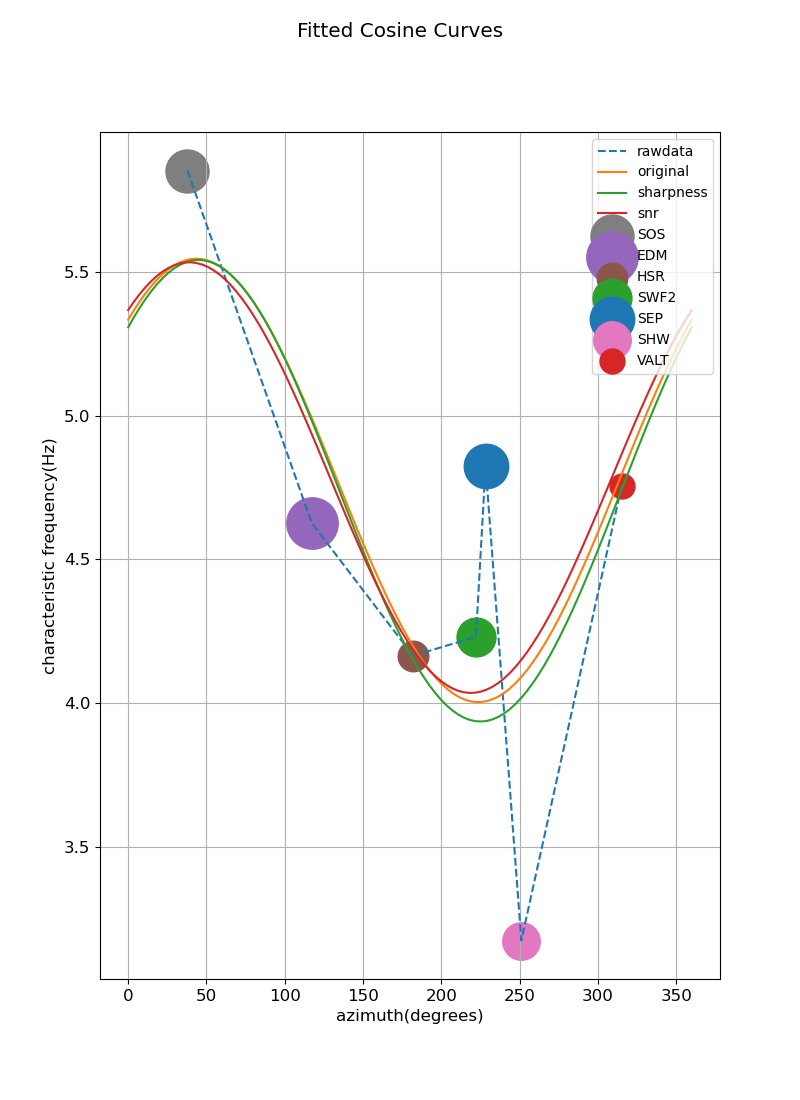 Fitted Cosine Curves
rawdata
original
sharpness
snr
SOS
EDM
HSR
SWF2
SEP
SHW
VALT
5.5
5.0
4.5
4.0
3.5
characteristic frequency(Hz)
0 50 100 150 200 250 300 350
azimuth(degrees)